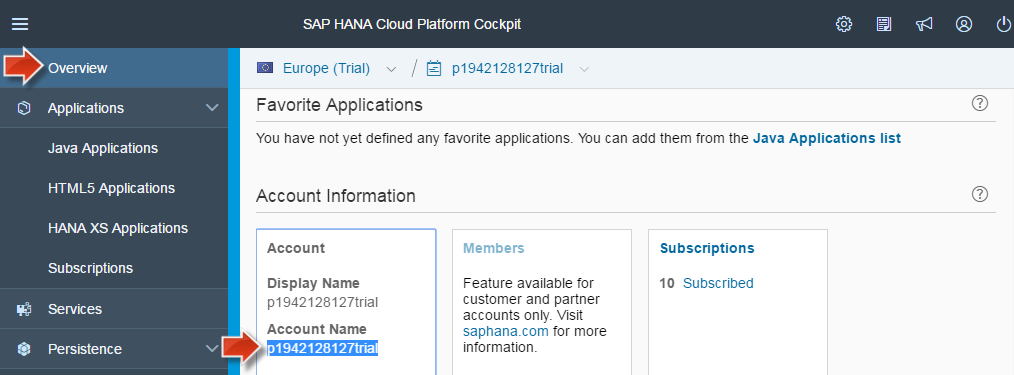 SAP HANA Cloud Platform Cockpit
Overview
Applications
Java Applications
HTML5 Applications
HANA XS Applications
Subscriptions
Services
Persistence
Europe (Trial) / p1942128127trial
Favorite Applications
You have not yet defined any favorite applications. You can add them from the Java Applications list
Account Information
Account
Display Name
p1942128127trial
Account Name
p1942128127trial
Members
Feature available for
customer and partner
accounts only. Visit
saphana.com for more
information.
Subscriptions
10 Subscribed